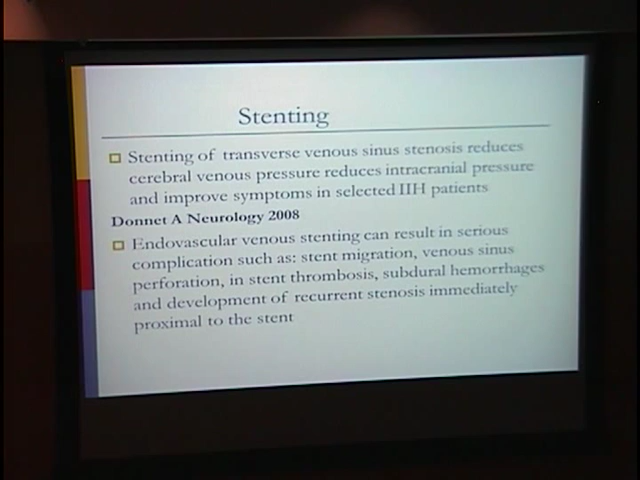 Stenting
Stenting of transverse venous sinus stenosis reduces
cerebral venous pressure reduces intracranial pressure
and improve symptoms in selected IIH patients
Donnet A Neurology 2008
Endovascular venous stenting can result in serious
complication such as: stent migration, venous sinus
perforation, in stent thrombosis, subdural hemorrhages
and development of recurrent stenosis immediately
proximal to the stent